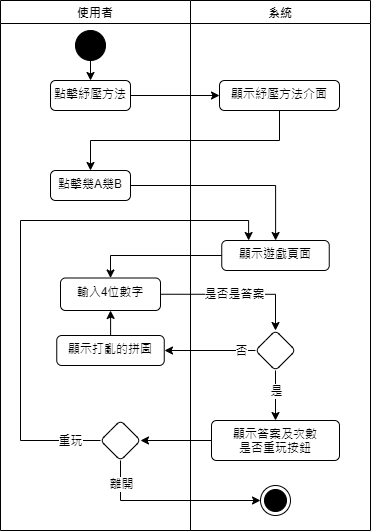 使用者
系統
點擊紓壓方法
顯示紓壓方法介面
點擊幾A幾B
顯示遊戲頁面
輸入4位數字
是否是答案
顯示打亂的拼圖
否
是
顯示答案及次數
是否重玩按鈕
重玩
離開